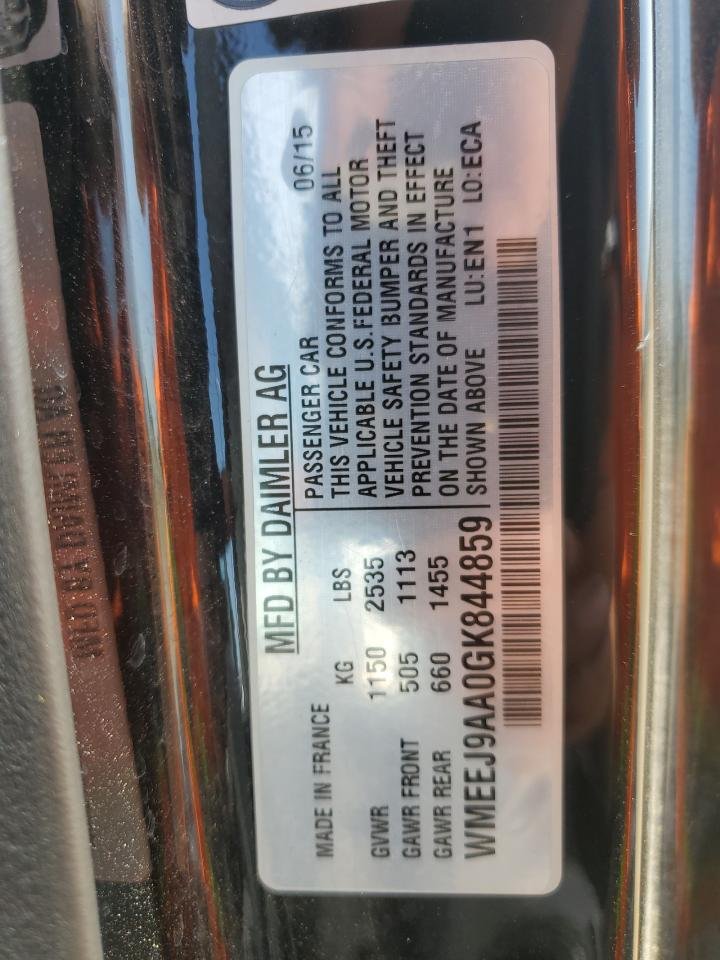 MFD BY DAIMLER AG
MADE IN FRANCE
KG LBS
GVWR 1150 2535
GAWR FRONT 505 1113
GAWR REAR 660 1455
WMEEJ9AA0GK844859
PASSENGER CAR 06/15
THIS VEHICLE CONFORMS TO ALL
APPLICABLE U.S. FEDERAL MOTOR
VEHICLE SAFETY BUMPER AND THEFT
PREVENTION STANDARDS IN EFFECT
ON THE DATE OF MANUFACTURE
SHOWN ABOVE LU:EN1 LO:ECA